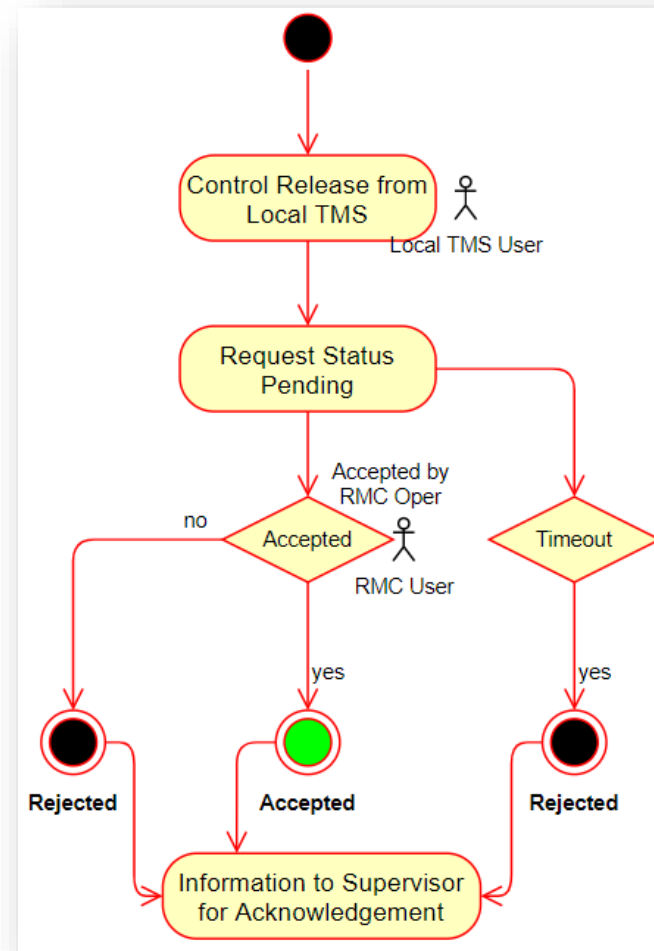 Control Release from
Local TMS
Local TMS User
Request Status
Pending
Accepted by
RMC Oper
no
Accepted
Timeout
RMC User
yes
yes
Rejected
Accepted
Rejected
Information to Supervisor
for Acknowledgement